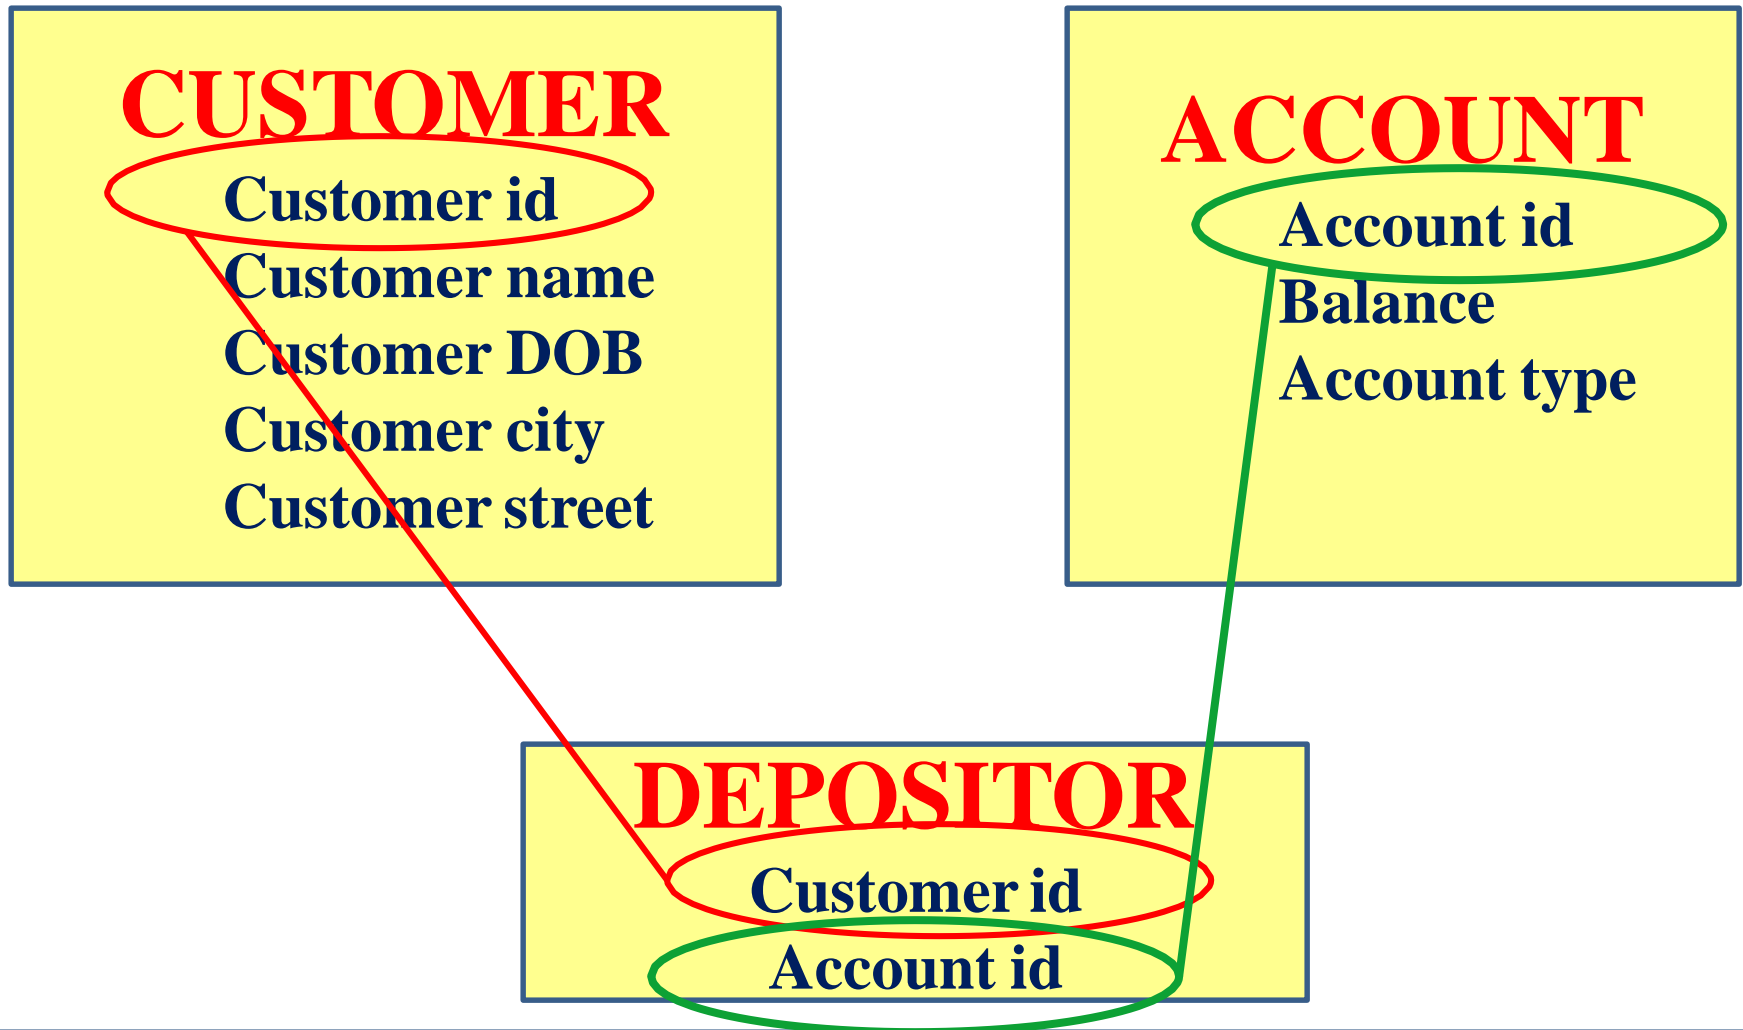 CUSTOMER
Customer id
Customer name
Customer DOB
Customer city
Customer street
ACCOUNT
Account id
Balance
Account type
DEPOSITOR
Customer id
Account id